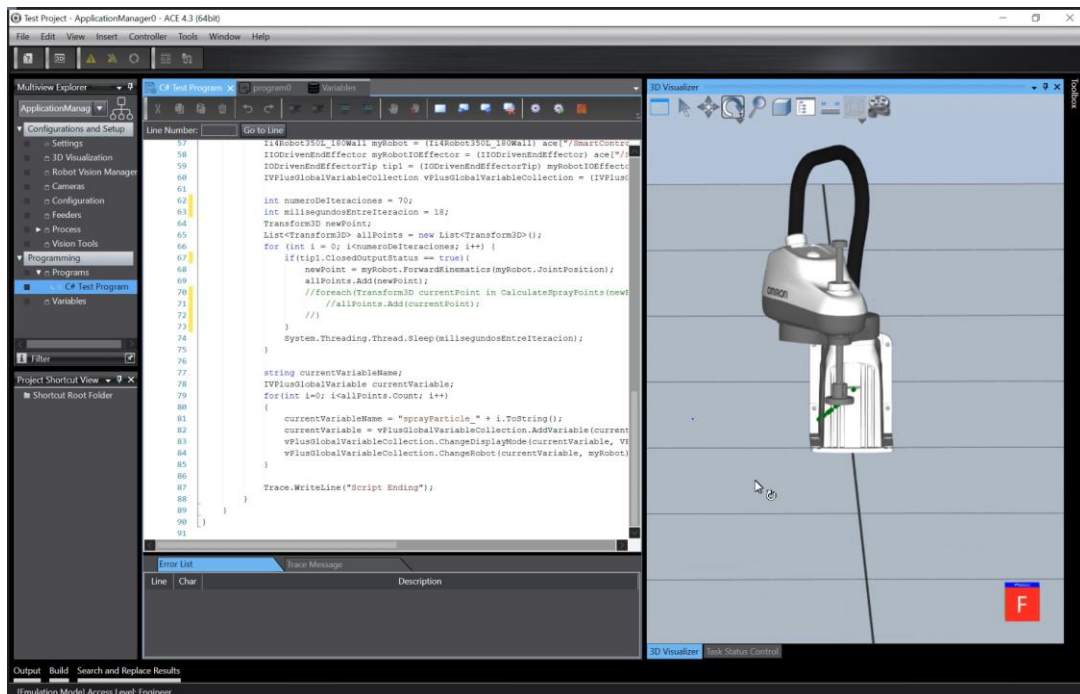 Test Project - ApplicationManager0 - ACE 4.3 (64bit)
File Edit View Insert Controller Tools Window Help
Multiview Explorer
ApplicationManag
Configurations and Setup
Settings
3D Visualization
Robot Vision Manager
Cameras
Configuration
Feeders
Process
Vision Tools
Programming
Programs
C# Test Program
Variables
Filter
Project Shortcut View
Shortcut Root Folder
C# Test Program program0 Variables
Line Number: Go to Line
57 Ii4Robot350L_180Wall myRobot = (Ii4Robot350L_180Wall) ace["/SmartContro
58 IIODrivenEndEffector myRobotIOEffector = (IIODrivenEndEffector) ace["/S
59 IODrivenEndEffectorTip tip1 = (IODrivenEndEffectorTip) myRobotIOEffecto
60 IVPlusGlobalVariableCollection vPlusGlobalVariableCollection = (IVPlusG
61
62 int numeroDeIteraciones = 70;
63 int milisegundosEntreIteracion = 18;
64 Transform3D newPoint;
65 List<Transform3D> allPoints = new List<Transform3D>();
66 for (int i = 0; i<numeroDeIteraciones; i++) {
67 if(tip1.ClosedOutputStatus == true){
68 newPoint = myRobot.ForwardKinematics(myRobot.JointPosition);
69 allPoints.Add(newPoint);
70 //foreach(Transform3D currentPoint in CalculateSprayPoints(newP
71 //allPoints.Add(currentPoint);
72 //}
73 }
74 System.Threading.Thread.Sleep(milisegundosEntreIteracion);
75 }
76
77 string currentVariableName;
78 IVPlusGlobalVariable currentVariable;
79 for(int i=0; i<allPoints.Count; i++)
80 {
81 currentVariableName = "sprayParticle_" + i.ToString();
82 currentVariable = vPlusGlobalVariableCollection.AddVariable(current
83 vPlusGlobalVariableCollection.ChangeDisplayMode(currentVariable, VP
84 vPlusGlobalVariableCollection.ChangeRobot(currentVariable, myRobot)
85 }
86
87 Trace.WriteLine("Script Ending");
88 }
89 }
90 }
91
Error List Trace Message
Line Char Description
3D Visualizer
OMRON
F
3D Visualizer Task Status Control
Toolbox
Output Build Search and Replace Results
[Emulation Mode] Access Level: Engineer